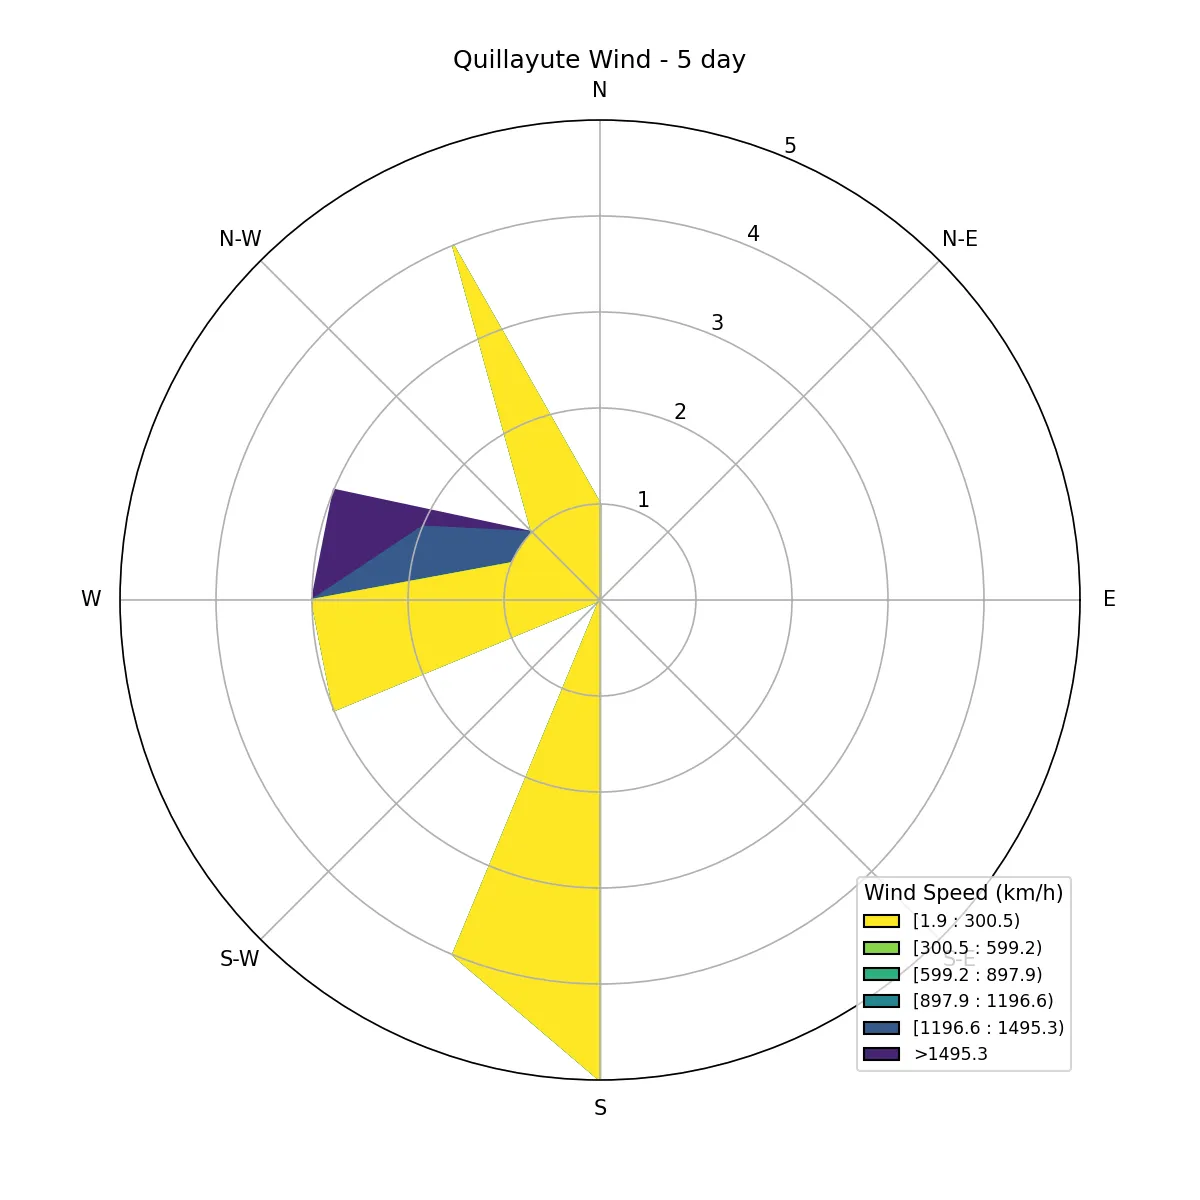 Quillayute Wind - 5 day
N
5
N-W
N-E
4
3
2
1
W
E
S-W
S-E
S
Wind Speed (km/h)
[1.9 : 300.5)
[300.5 : 599.2)
[599.2 : 897.9)
[897.9 : 1196.6)
[1196.6 : 1495.3)
>1495.3